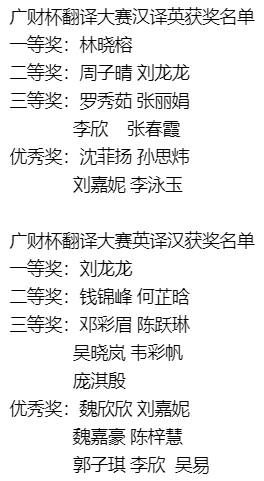 广财杯翻译大赛汉译英获奖名单
一等奖：林晓榕
二等奖：周子晴 刘龙龙
三等奖：罗秀茹 张丽娟
李欣 张春霞
优秀奖：沈菲扬 孙思炜
刘嘉妮 李泳玉
广财杯翻译大赛英译汉获奖名单
一等奖：刘龙龙
二等奖：钱锦峰 何芷晗
三等奖：邓彩眉 陈跃琳
吴晓岚 韦彩帆
庞淇殷
优秀奖：魏欣欣 刘嘉妮
魏嘉豪 陈梓慧
郭子琪 李欣 吴易